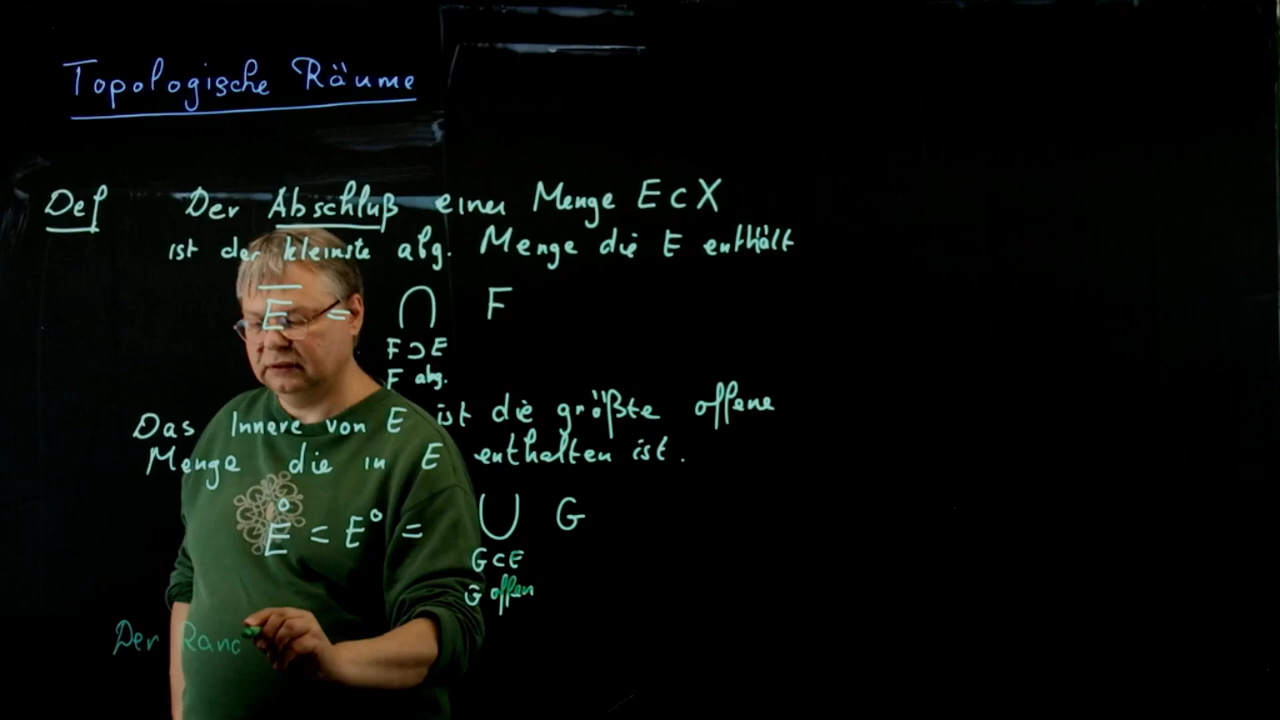 Topologische Räume
Def Der Abschluß einer Menge E ⊂ X
ist der kleinste abg. Menge die E enthält
E̅ = ⋂ F
F ⊃ E
F abg.
Das Innere von E ist die größte offene
Menge die in E enthalten ist.
E̊ = E° = ⋃ G
G ⊂ E
G offen
Der Ranc